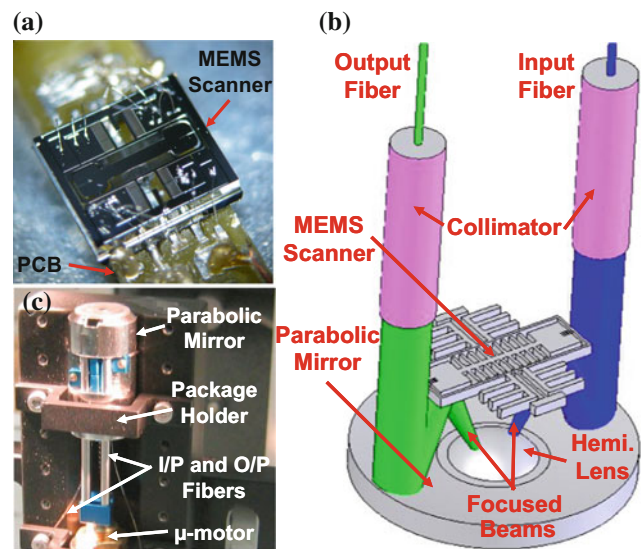 (a)
MEMS
Scanner
PCB
(b)
Output
Fiber
Input
Fiber
MEMS
Scanner
Collimator
Parabolic
Mirror
Hemi.
Lens
Focused
Beams
(c)
Parabolic
Mirror
Package
Holder
I/P and O/P
Fibers
μ-motor